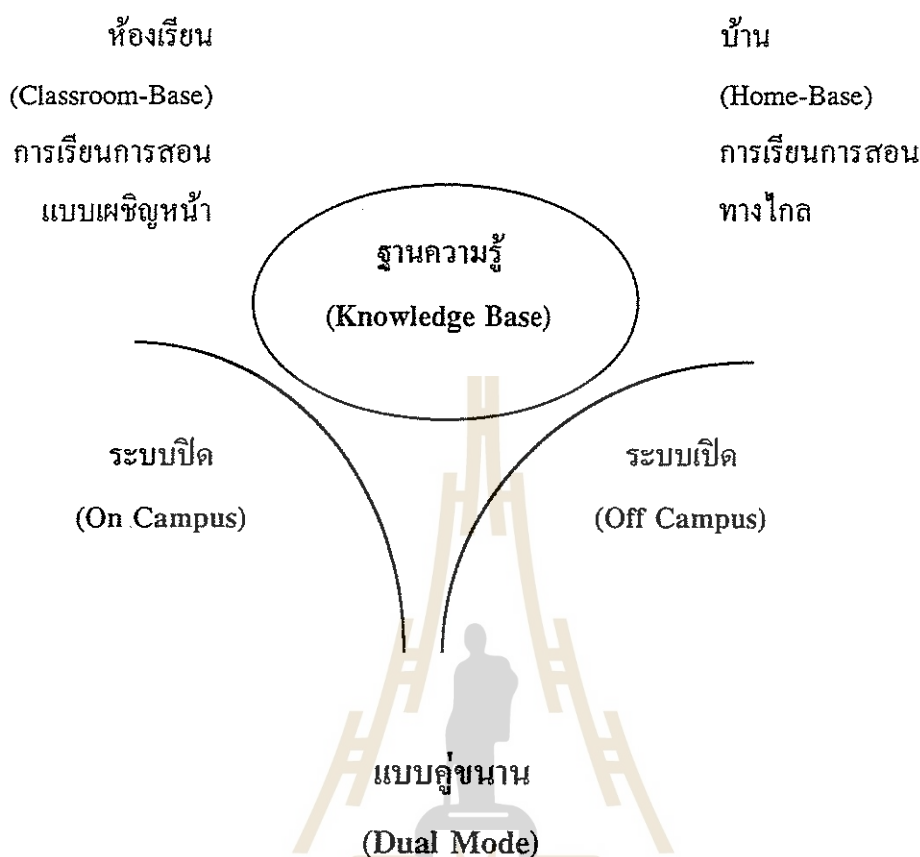 ห้องเรียน
(Classroom-Base)
การเรียนการสอน
แบบเผชิญหน้า
บ้าน
(Home-Base)
การเรียนการสอน
ทางไกล
ฐานความรู้
(Knowledge Base)
ระบบปิด
(On Campus)
ระบบเปิด
(Off Campus)
แบบคู่ขนาน
(Dual Mode)